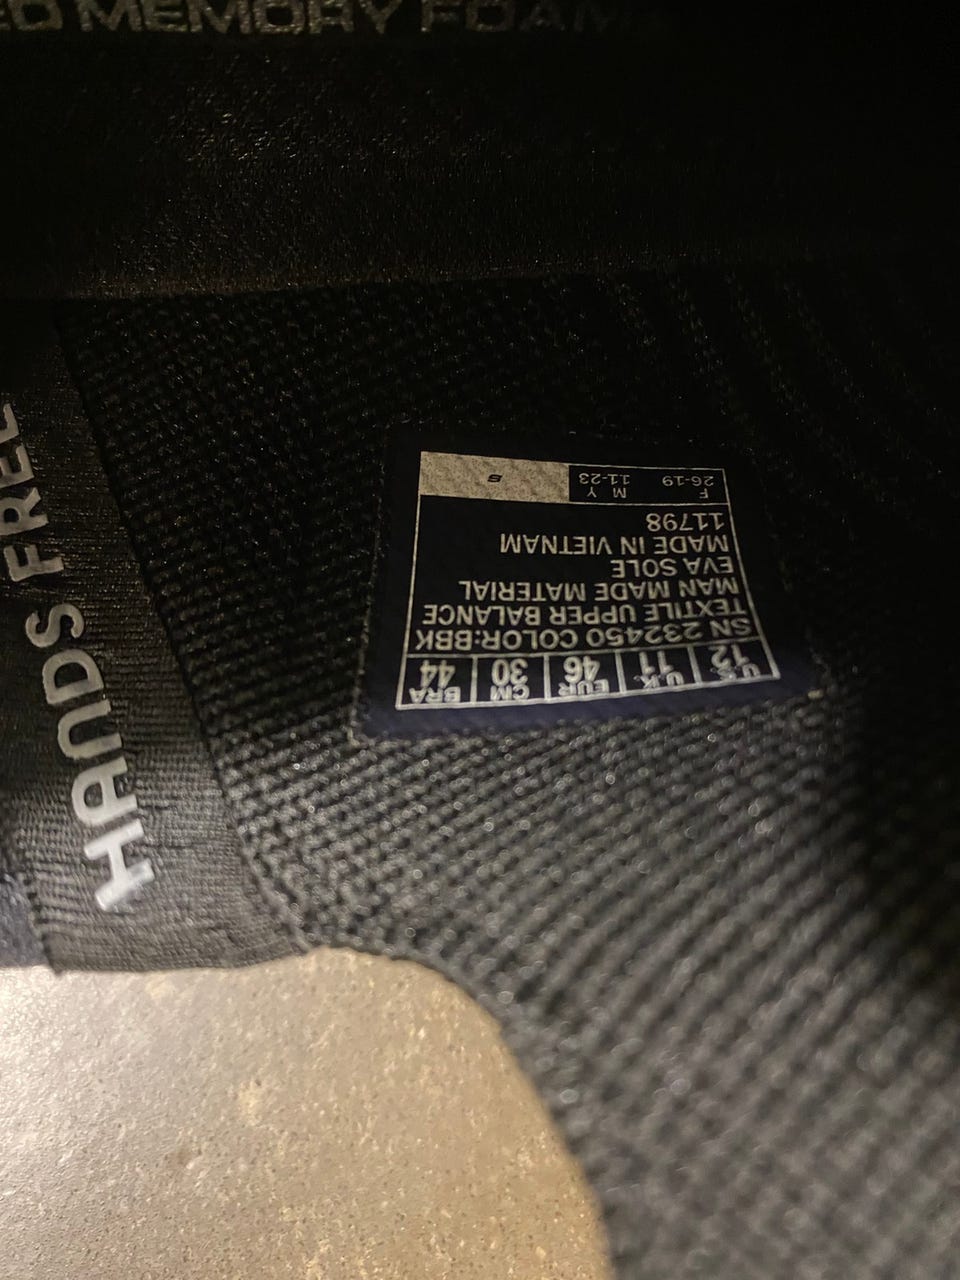 ED MEMORY FOAM
HANDS FREE
U.S. U.K. EUR CM BRA
12 11 46 30 44
SN 232450 COLOR:BBK
TEXTILE UPPER BALANCE
MAN MADE MATERIAL
EVA SOLE
MADE IN VIETNAM
11798
F M Y
26-19 11-23